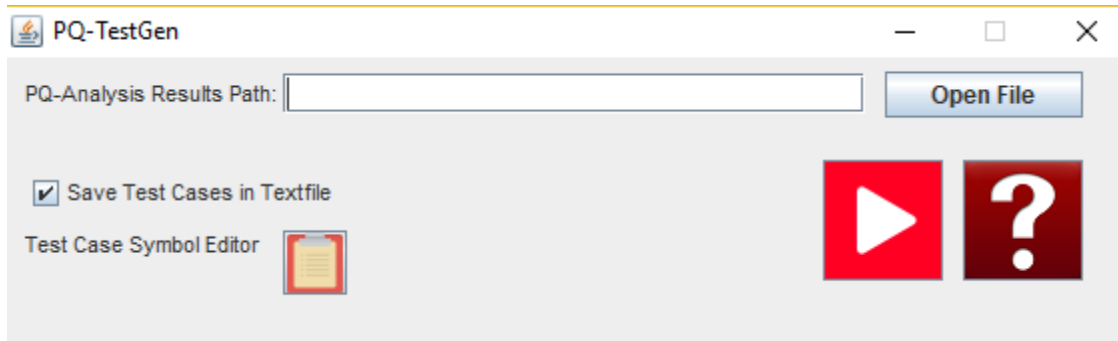 PQ-TestGen
PQ-Analysis Results Path:
Open File
Save Test Cases in Textfile
Test Case Symbol Editor
?